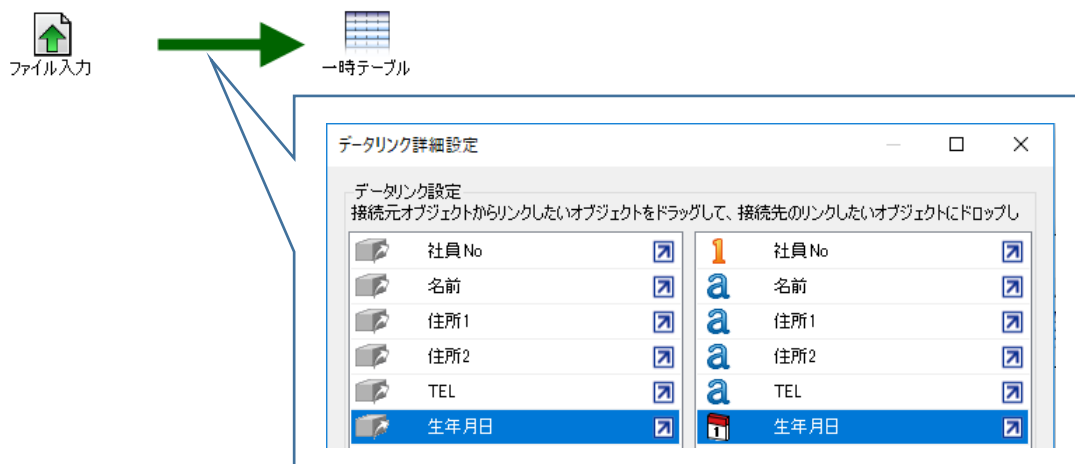 ファイル入力
一時テーブル
データリンク詳細設定
データリンク設定
接続元オブジェクトからリンクしたいオブジェクトをドラッグして、接続先のリンクしたいオブジェクトにドロップし
社員No
社員No
名前
名前
住所1
住所1
住所2
住所2
TEL
TEL
生年月日
生年月日